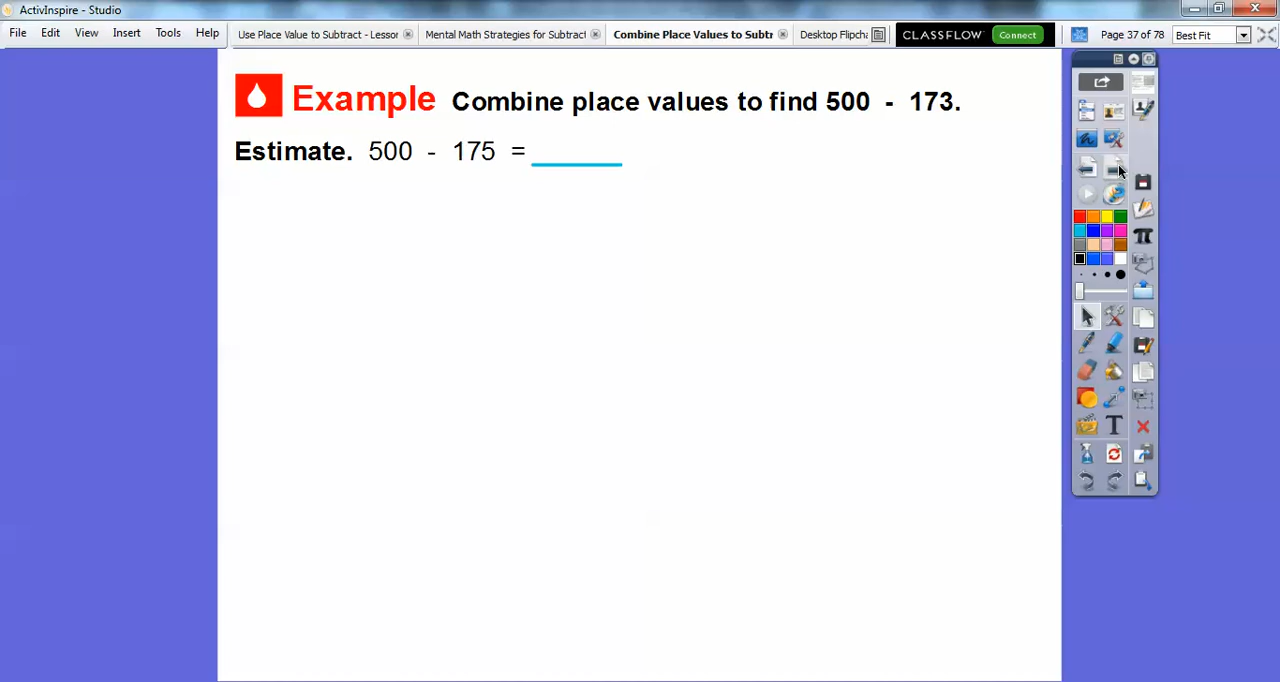 ActivInspire - Studio
File Edit View Insert Tools Help
Use Place Value to Subtract - Lesson
Mental Math Strategies for Subtract
Combine Place Values to Subtr
Desktop Flipcha
CLASSFLOW Connect
Page 37 of 78
Best Fit
Example Combine place values to find 500 - 173.
Estimate. 500 - 175 =